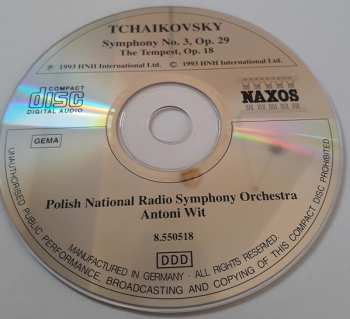 TCHAIKOVSKY
Symphony No. 3, Op. 29
The Tempest, Op. 18
℗ 1993 HNH International Ltd. © 1993 HNH International Ltd.
COMPACT
disc
DIGITAL AUDIO
NAXOS
GEMA
Polish National Radio Symphony Orchestra
Antoni Wit
8.550518
DDD
MANUFACTURED IN GERMANY - ALL RIGHTS RESERVED.
UNAUTHORISED PUBLIC PERFORMANCE, BROADCASTING AND COPYING OF THIS COMPACT DISC PROHIBITED